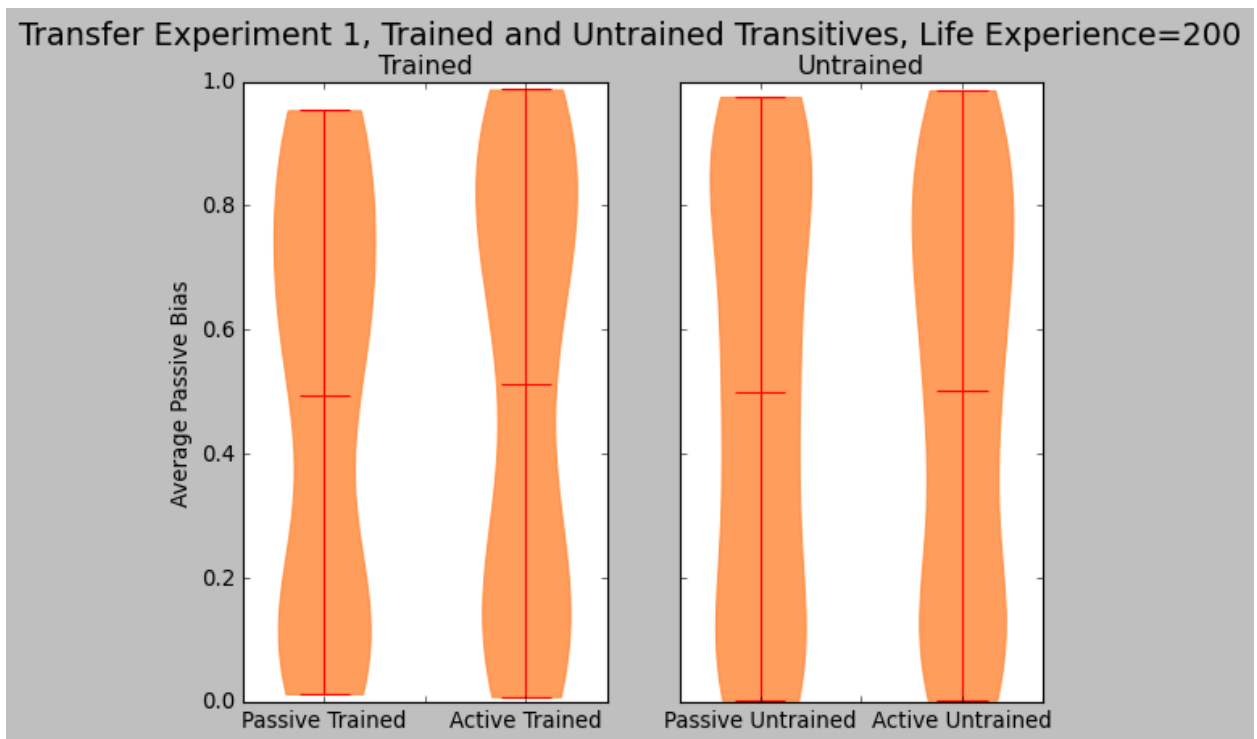 Transfer Experiment 1, Trained and Untrained Transitives, Life Experience=200
Trained
Untrained
Average Passive Bias
1.0
0.8
0.6
0.4
0.2
0.0
Passive Trained
Active Trained
Passive Untrained
Active Untrained